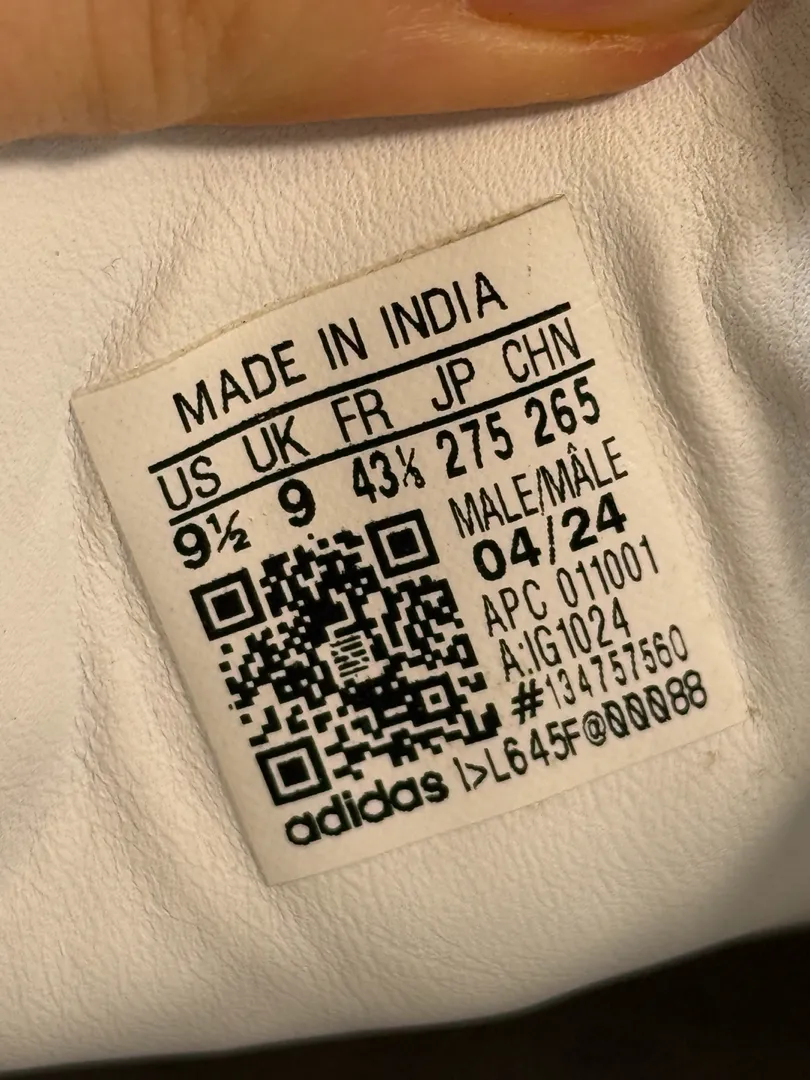 MADE IN INDIA
US UK FR JP CHN
9½ 9 43⅓ 275 265
MALE/MÂLE
04/24
APC 011001
A:IG1024
#134757560
adidas I>L645F@00088